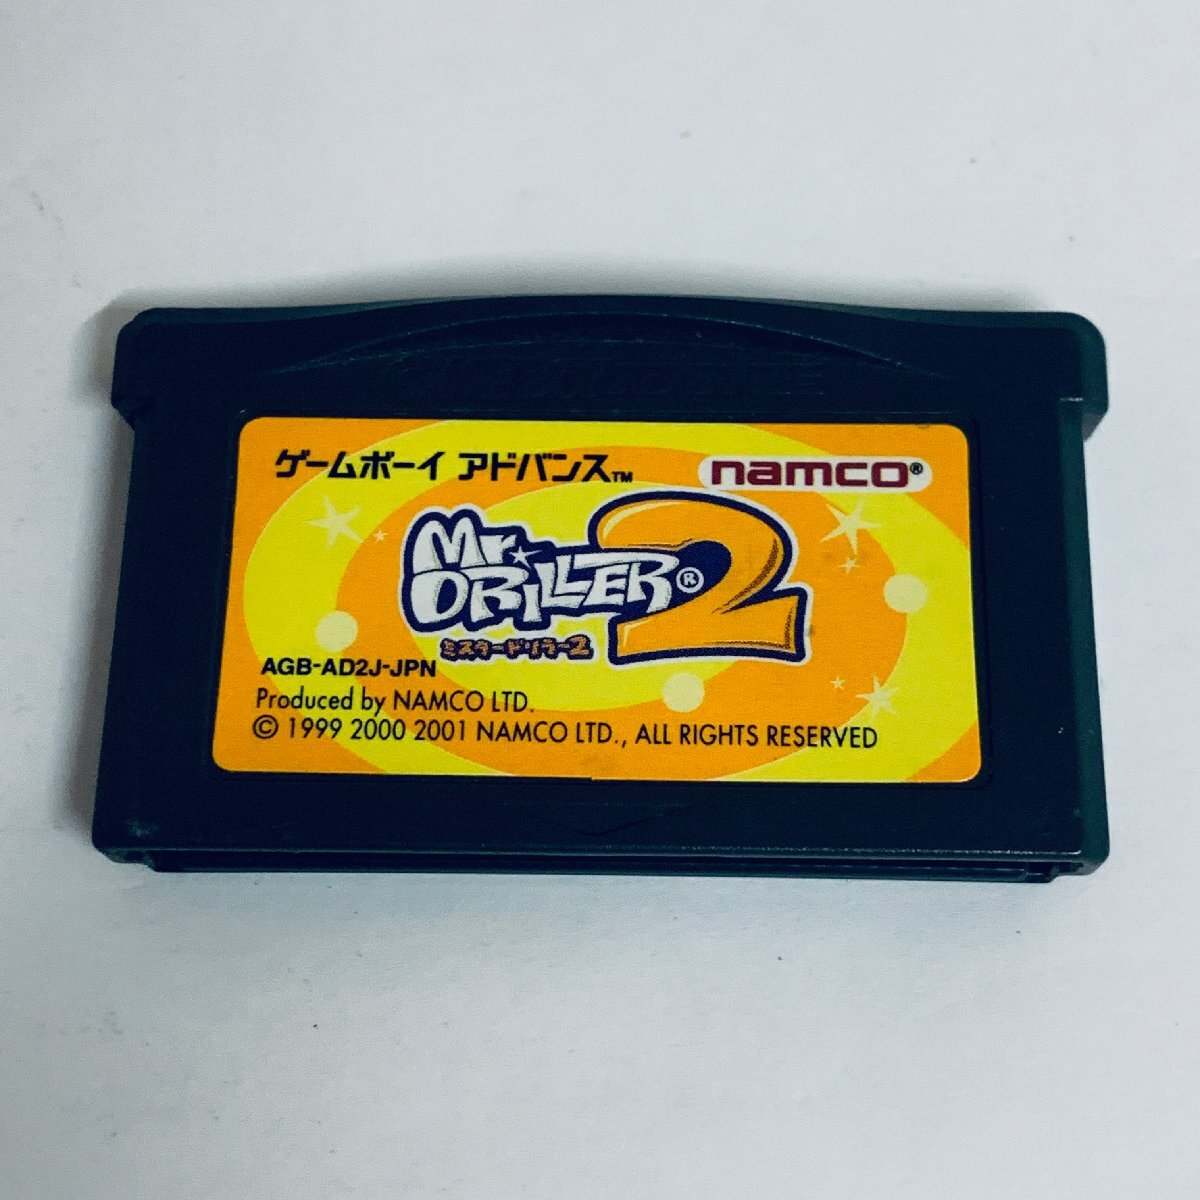 ゲームボーイ アドバンス™
namco®
Mr.
DRiLLER® 2
ミスタードリラー2
AGB-AD2J-JPN
Produced by NAMCO LTD.
© 1999 2000 2001 NAMCO LTD., ALL RIGHTS RESERVED